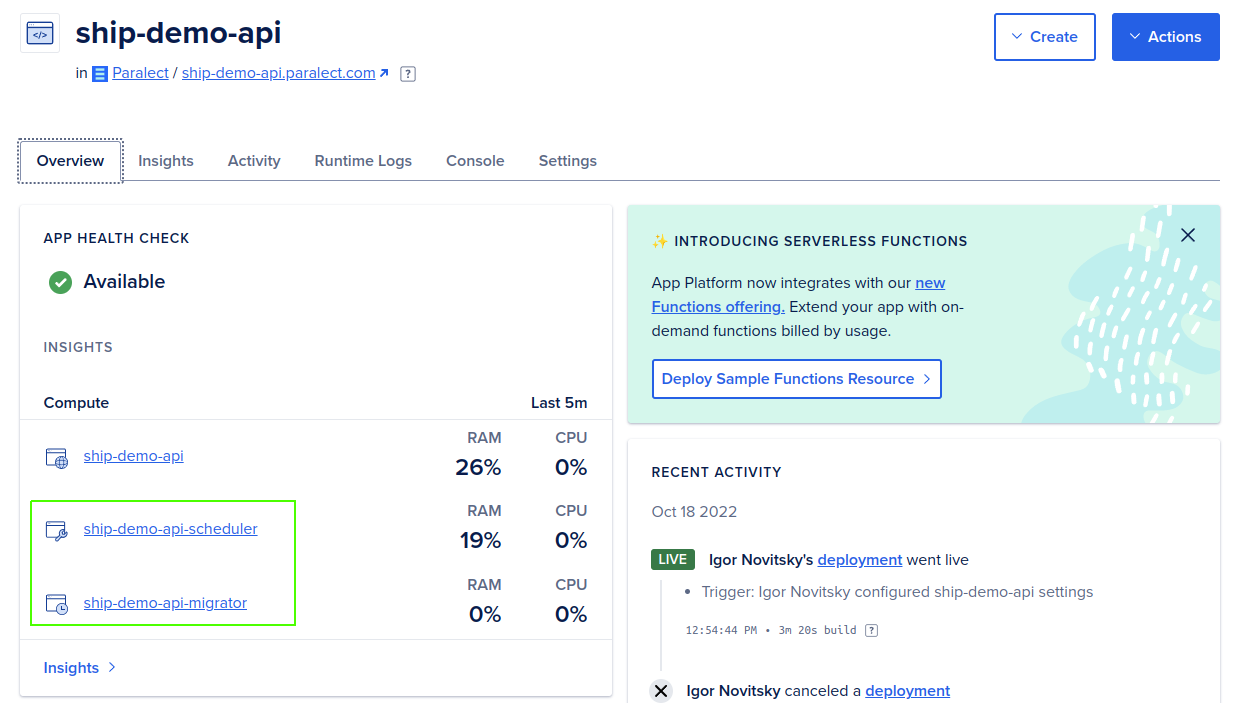 ship-demo-api
Create
Actions
in Paralect / ship-demo-api.paralect.com ?
Overview
Insights
Activity
Runtime Logs
Console
Settings
APP HEALTH CHECK
Available
INSIGHTS
Compute
Last 5m
ship-demo-api
RAM
CPU
26%
0%
ship-demo-api-scheduler
RAM
CPU
19%
0%
ship-demo-api-migrator
RAM
CPU
0%
0%
Insights
✨ INTRODUCING SERVERLESS FUNCTIONS
App Platform now integrates with our new
Functions offering. Extend your app with on-
demand functions billed by usage.
Deploy Sample Functions Resource
RECENT ACTIVITY
Oct 18 2022
LIVE
Igor Novitsky's deployment went live
• Trigger: Igor Novitsky configured ship-demo-api settings
12:54:44 PM • 3m 20s build ?
Igor Novitsky canceled a deployment